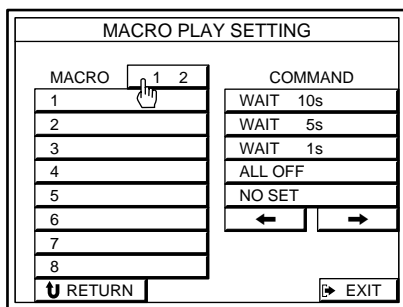 MACRO PLAY SETTING
MACRO 1 2
COMMAND
1
2
3
4
5
6
7
8
WAIT 10s
WAIT 5s
WAIT 1s
ALL OFF
NO SET
RETURN
EXIT